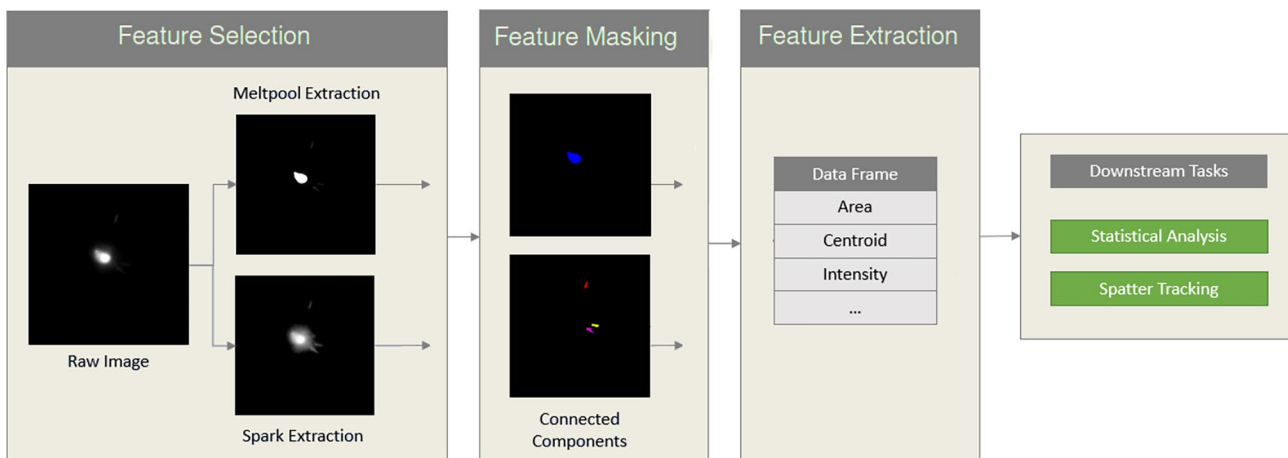 Feature Selection
Meltpool Extraction
Raw Image
Spark Extraction
Feature Masking
Connected
Components
Feature Extraction
Data Frame
Area
Centroid
Intensity
...
Downstream Tasks
Statistical Analysis
Spatter Tracking